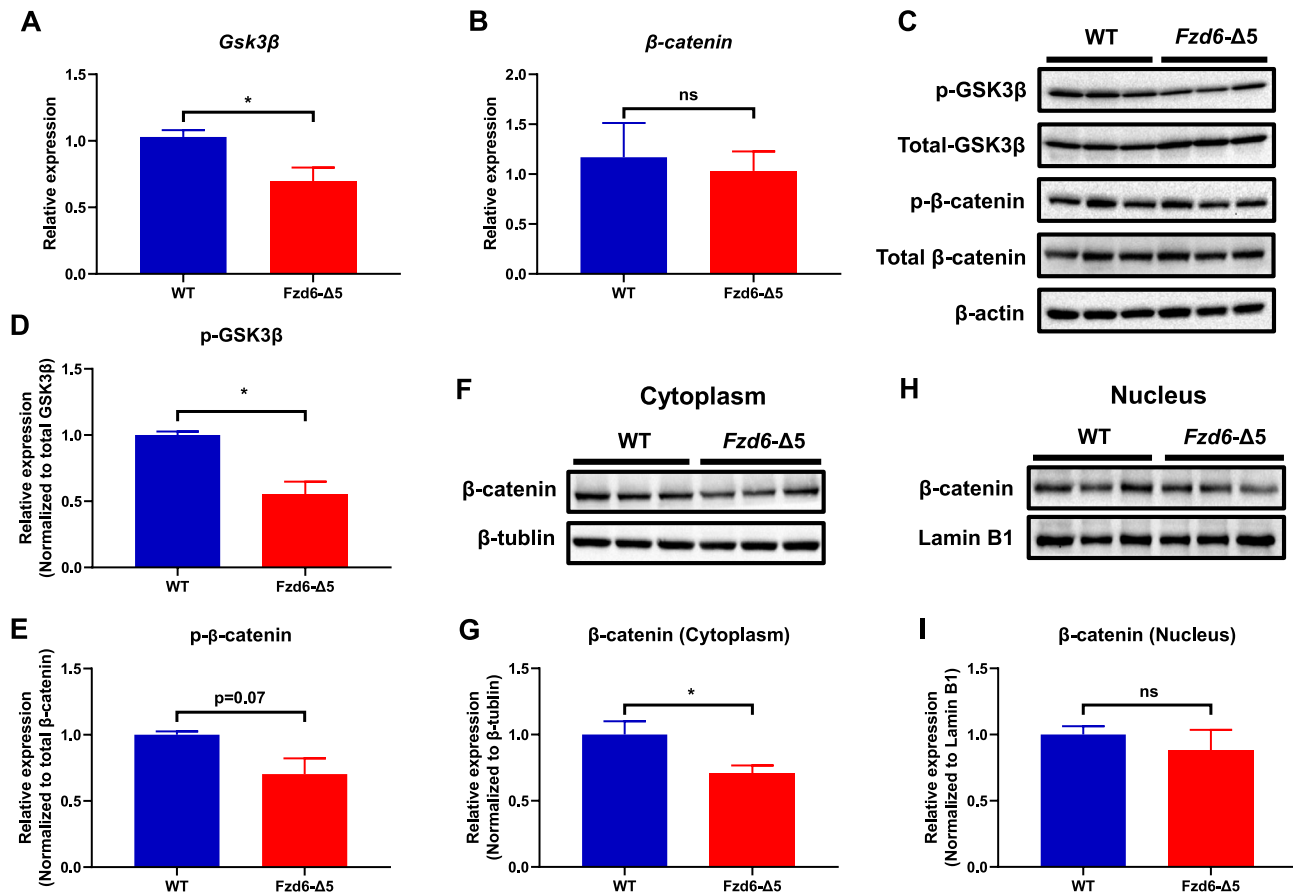 A
Gsk3β
Relative expression
1.5
1.0
0.5
0.0
*
WT
Fzd6-Δ5
B
β-catenin
Relative expression
2.0
1.5
1.0
0.5
0.0
ns
WT
Fzd6-Δ5
C
WT Fzd6-Δ5
p-GSK3β
Total-GSK3β
p-β-catenin
Total β-catenin
β-actin
D
p-GSK3β
Relative expression
(Normalized to total GSK3β)
1.5
1.0
0.5
0.0
*
WT
Fzd6-Δ5
E
p-β-catenin
Relative expression
(Normalized to total β-catenin)
1.5
1.0
0.5
0.0
p=0.07
WT
Fzd6-Δ5
F
Cytoplasm
WT Fzd6-Δ5
β-catenin
β-tublin
G
β-catenin (Cytoplasm)
Relative expression
(Normalized to β-tublin)
1.5
1.0
0.5
0.0
*
WT
Fzd6-Δ5
H
Nucleus
WT Fzd6-Δ5
β-catenin
Lamin B1
I
β-catenin (Nucleus)
Relative expression
(Normalized to Lamin B1)
1.5
1.0
0.5
0.0
ns
WT
Fzd6-Δ5